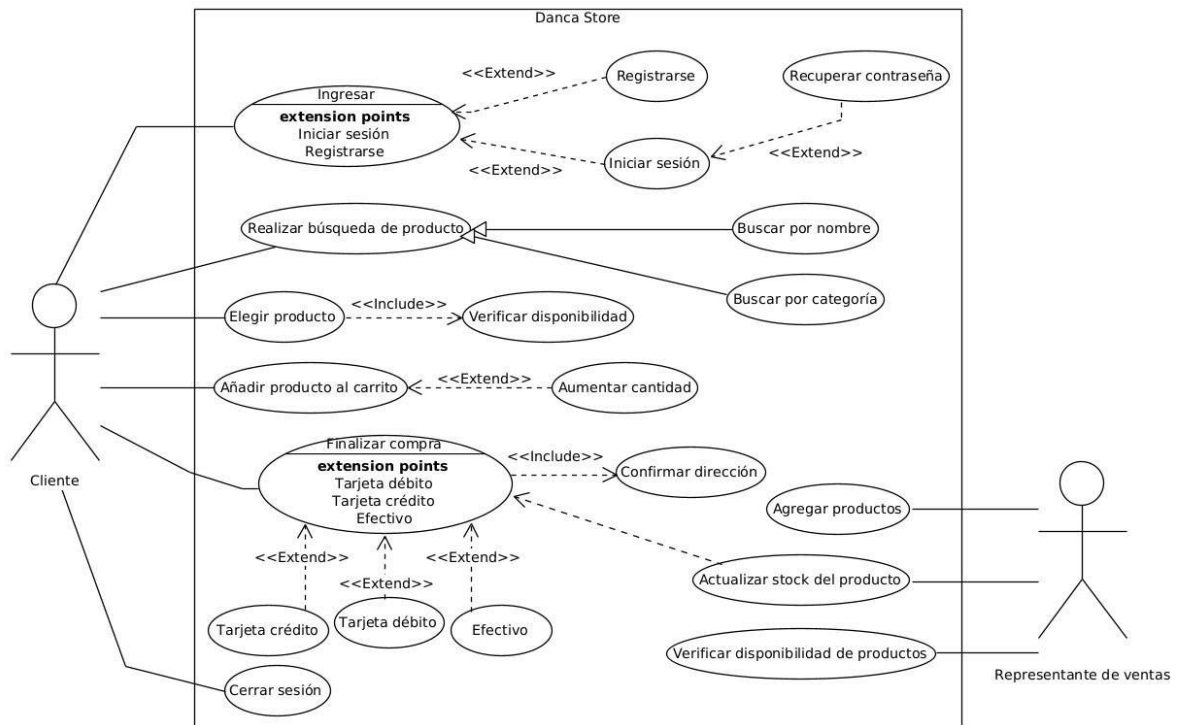 Danca Store
<<Extend>>
Registrarse
Recuperar contraseña
Ingresar
extension points
Iniciar sesión
Registrarse
<<Extend>>
Iniciar sesión
<<Extend>>
Realizar búsqueda de producto
Buscar por nombre
Buscar por categoría
Elegir producto
<<Include>>
Verificar disponibilidad
Añadir producto al carrito
<<Extend>>
Aumentar cantidad
Cliente
Finalizar compra
extension points
Tarjeta débito
Tarjeta crédito
Efectivo
<<Include>>
Confirmar dirección
Agregar productos
<<Extend>>
<<Extend>>
<<Extend>>
Actualizar stock del producto
Tarjeta crédito
Tarjeta débito
Efectivo
Verificar disponibilidad de productos
Representante de ventas
Cerrar sesión